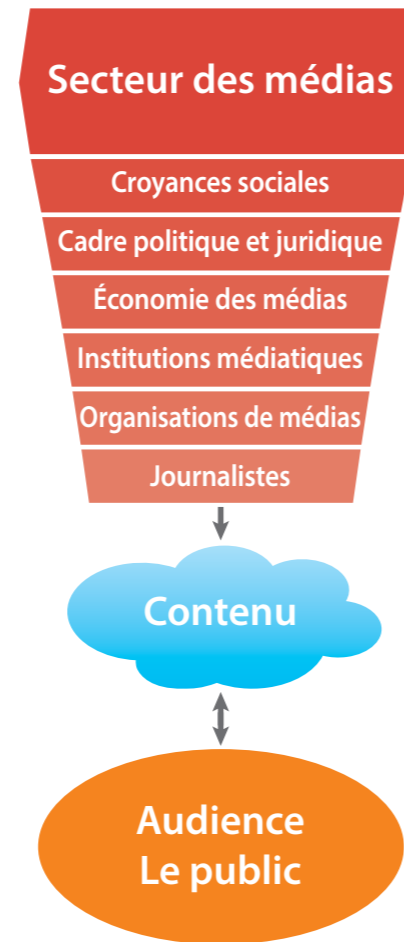 Secteur des médias
Croyances sociales
Cadre politique et juridique
Économie des médias
Institutions médiatiques
Organisations de médias
Journalistes
Contenu
Audience
Le public